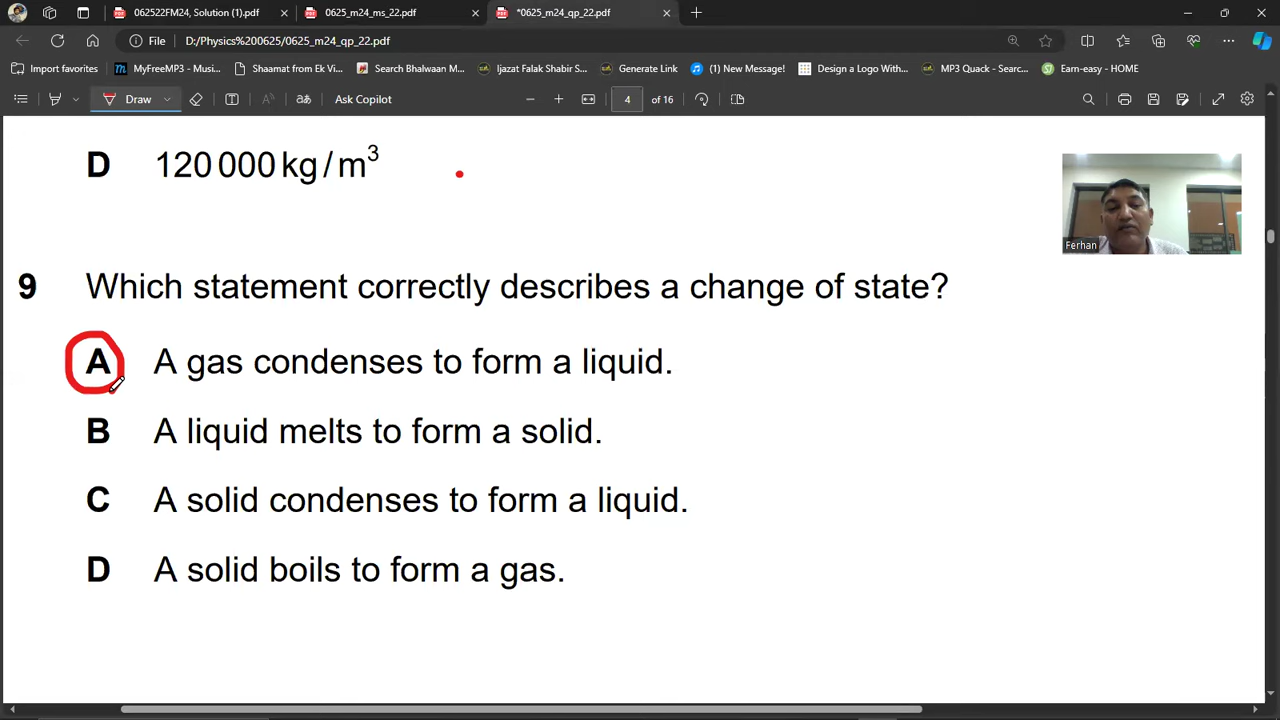 062522FM24, Solution (1).pdf
0625_m24_ms_22.pdf
*0625_m24_qp_22.pdf
File
D:/Physics%200625/0625_m24_qp_22.pdf
Import favorites
MyFreeMP3 - Musi...
Shaamat from Ek Vi...
Search Bhalwaan M...
Ijazat Falak Shabir S...
Generate Link
(1) New Message!
Design a Logo With...
MP3 Quack - Searc...
Earn-easy - HOME
Draw
Ask Copilot
4
of 16
D 120 000 kg / m³
Ferhan
9 Which statement correctly describes a change of state?
A A gas condenses to form a liquid.
B A liquid melts to form a solid.
C A solid condenses to form a liquid.
D A solid boils to form a gas.